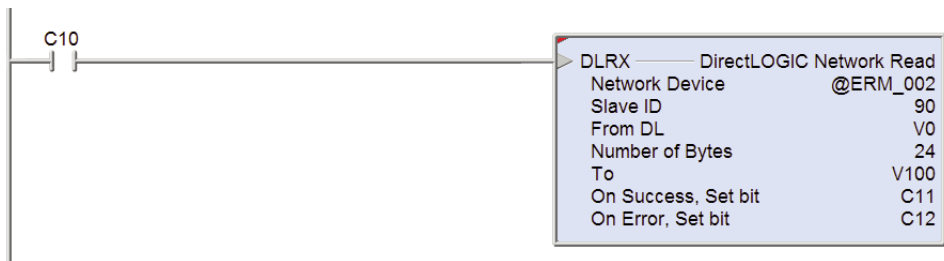 C10
DLRX DirectLOGIC Network Read
Network Device @ERM_002
Slave ID 90
From DL V0
Number of Bytes 24
To V100
On Success, Set bit C11
On Error, Set bit C12